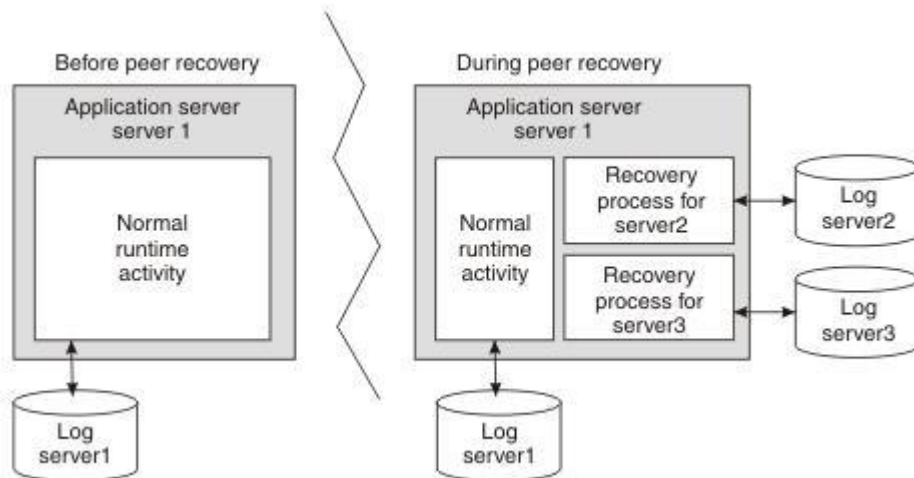 Before peer recovery
Application server
server 1
Normal
runtime
activity
Log
server1
During peer recovery
Application server
server 1
Normal
runtime
activity
Recovery
process for
server2
Recovery
process for
server3
Log
server2
Log
server3
Log
server1